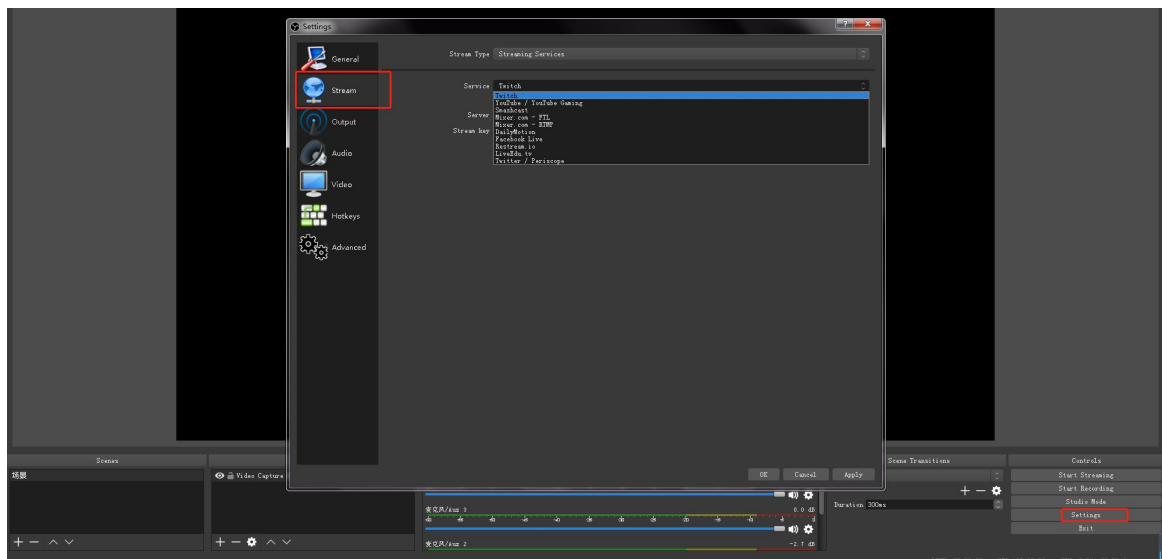 Settings
General
Stream
Output
Audio
Video
Hotkeys
Advanced
Stream Type Streaming Services
Service Twitch
Twitch
YouTube / YouTube Gaming
Smashcast
Mixer.com - FTL
Mixer.com - RTMP
DailyMotion
Facebook Live
Restream.io
LiveEdu.tv
Twitter / Periscope
Server
Stream key
OK Cancel Apply
Scenes
场景
Video Capture
麦克风/Aux 3 0.0 dB
麦克风/Aux 2 -2.7 dB
Scene Transitions
Duration 300ms
Controls
Start Streaming
Start Recording
Studio Mode
Settings
Exit